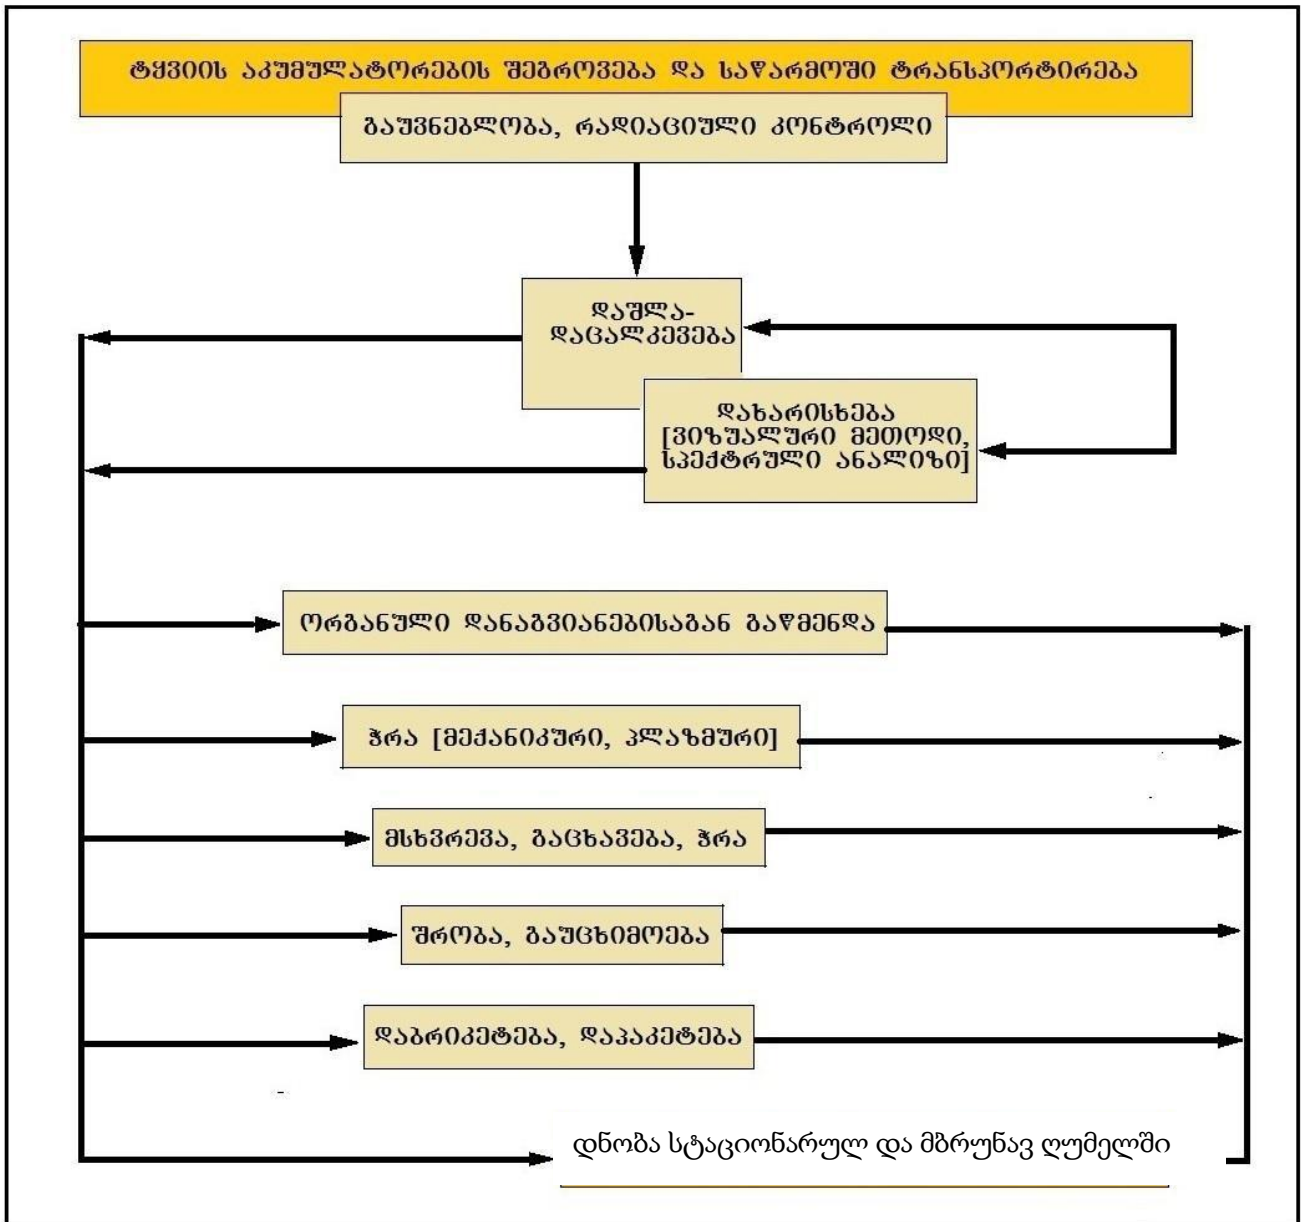 ტყვიის აკუმულატორების შეგროვება და საწარმოში ტრანსპორტირება
გაუვნებლობა, რადიაციული კონტროლი
დაშლა-
დაცალკევება
დახარისხება
[ვიზუალური მეთოდი,
სპექტრული ანალიზი]
ორგანული დანაგვიანებისაგან გაწმენდა
ჭრა [მექანიკური, პლაზმური]
მსხვრევა, გაცხავება, ჭრა
შრობა, გაუცხიმოება
დაბრიკეტება, დაპაკეტება
დნობა სტაციონარულ და მბრუნავ ღუმელში